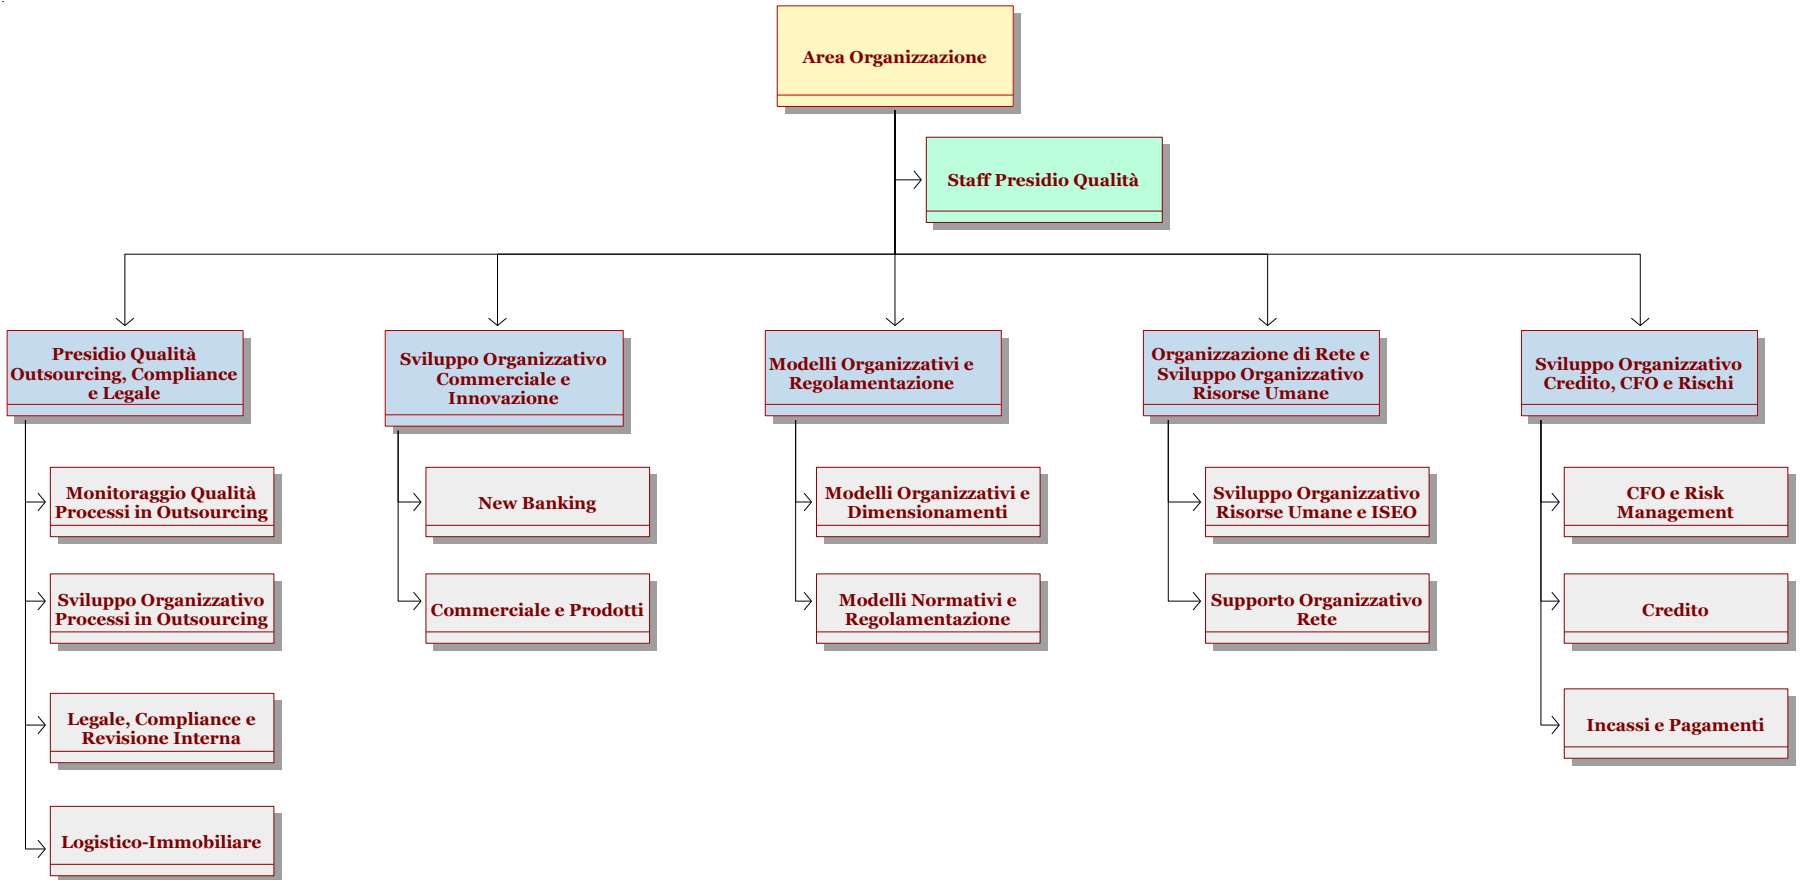 Area Organizzazione
Staff Presidio Qualità
Presidio Qualità
Outsourcing, Compliance
e Legale
Sviluppo Organizzativo
Commerciale e
Innovazione
Modelli Organizzativi e
Regolamentazione
Organizzazione di Rete e
Sviluppo Organizzativo
Risorse Umane
Sviluppo Organizzativo
Credito, CFO e Rischi
Monitoraggio Qualità
Processi in Outsourcing
Sviluppo Organizzativo
Processi in Outsourcing
Legale, Compliance e
Revisione Interna
Logistico-Immobiliare
New Banking
Commerciale e Prodotti
Modelli Organizzativi e
Dimensionamenti
Modelli Normativi e
Regolamentazione
Sviluppo Organizzativo
Risorse Umane e ISEO
Supporto Organizzativo
Rete
CFO e Risk
Management
Credito
Incassi e Pagamenti